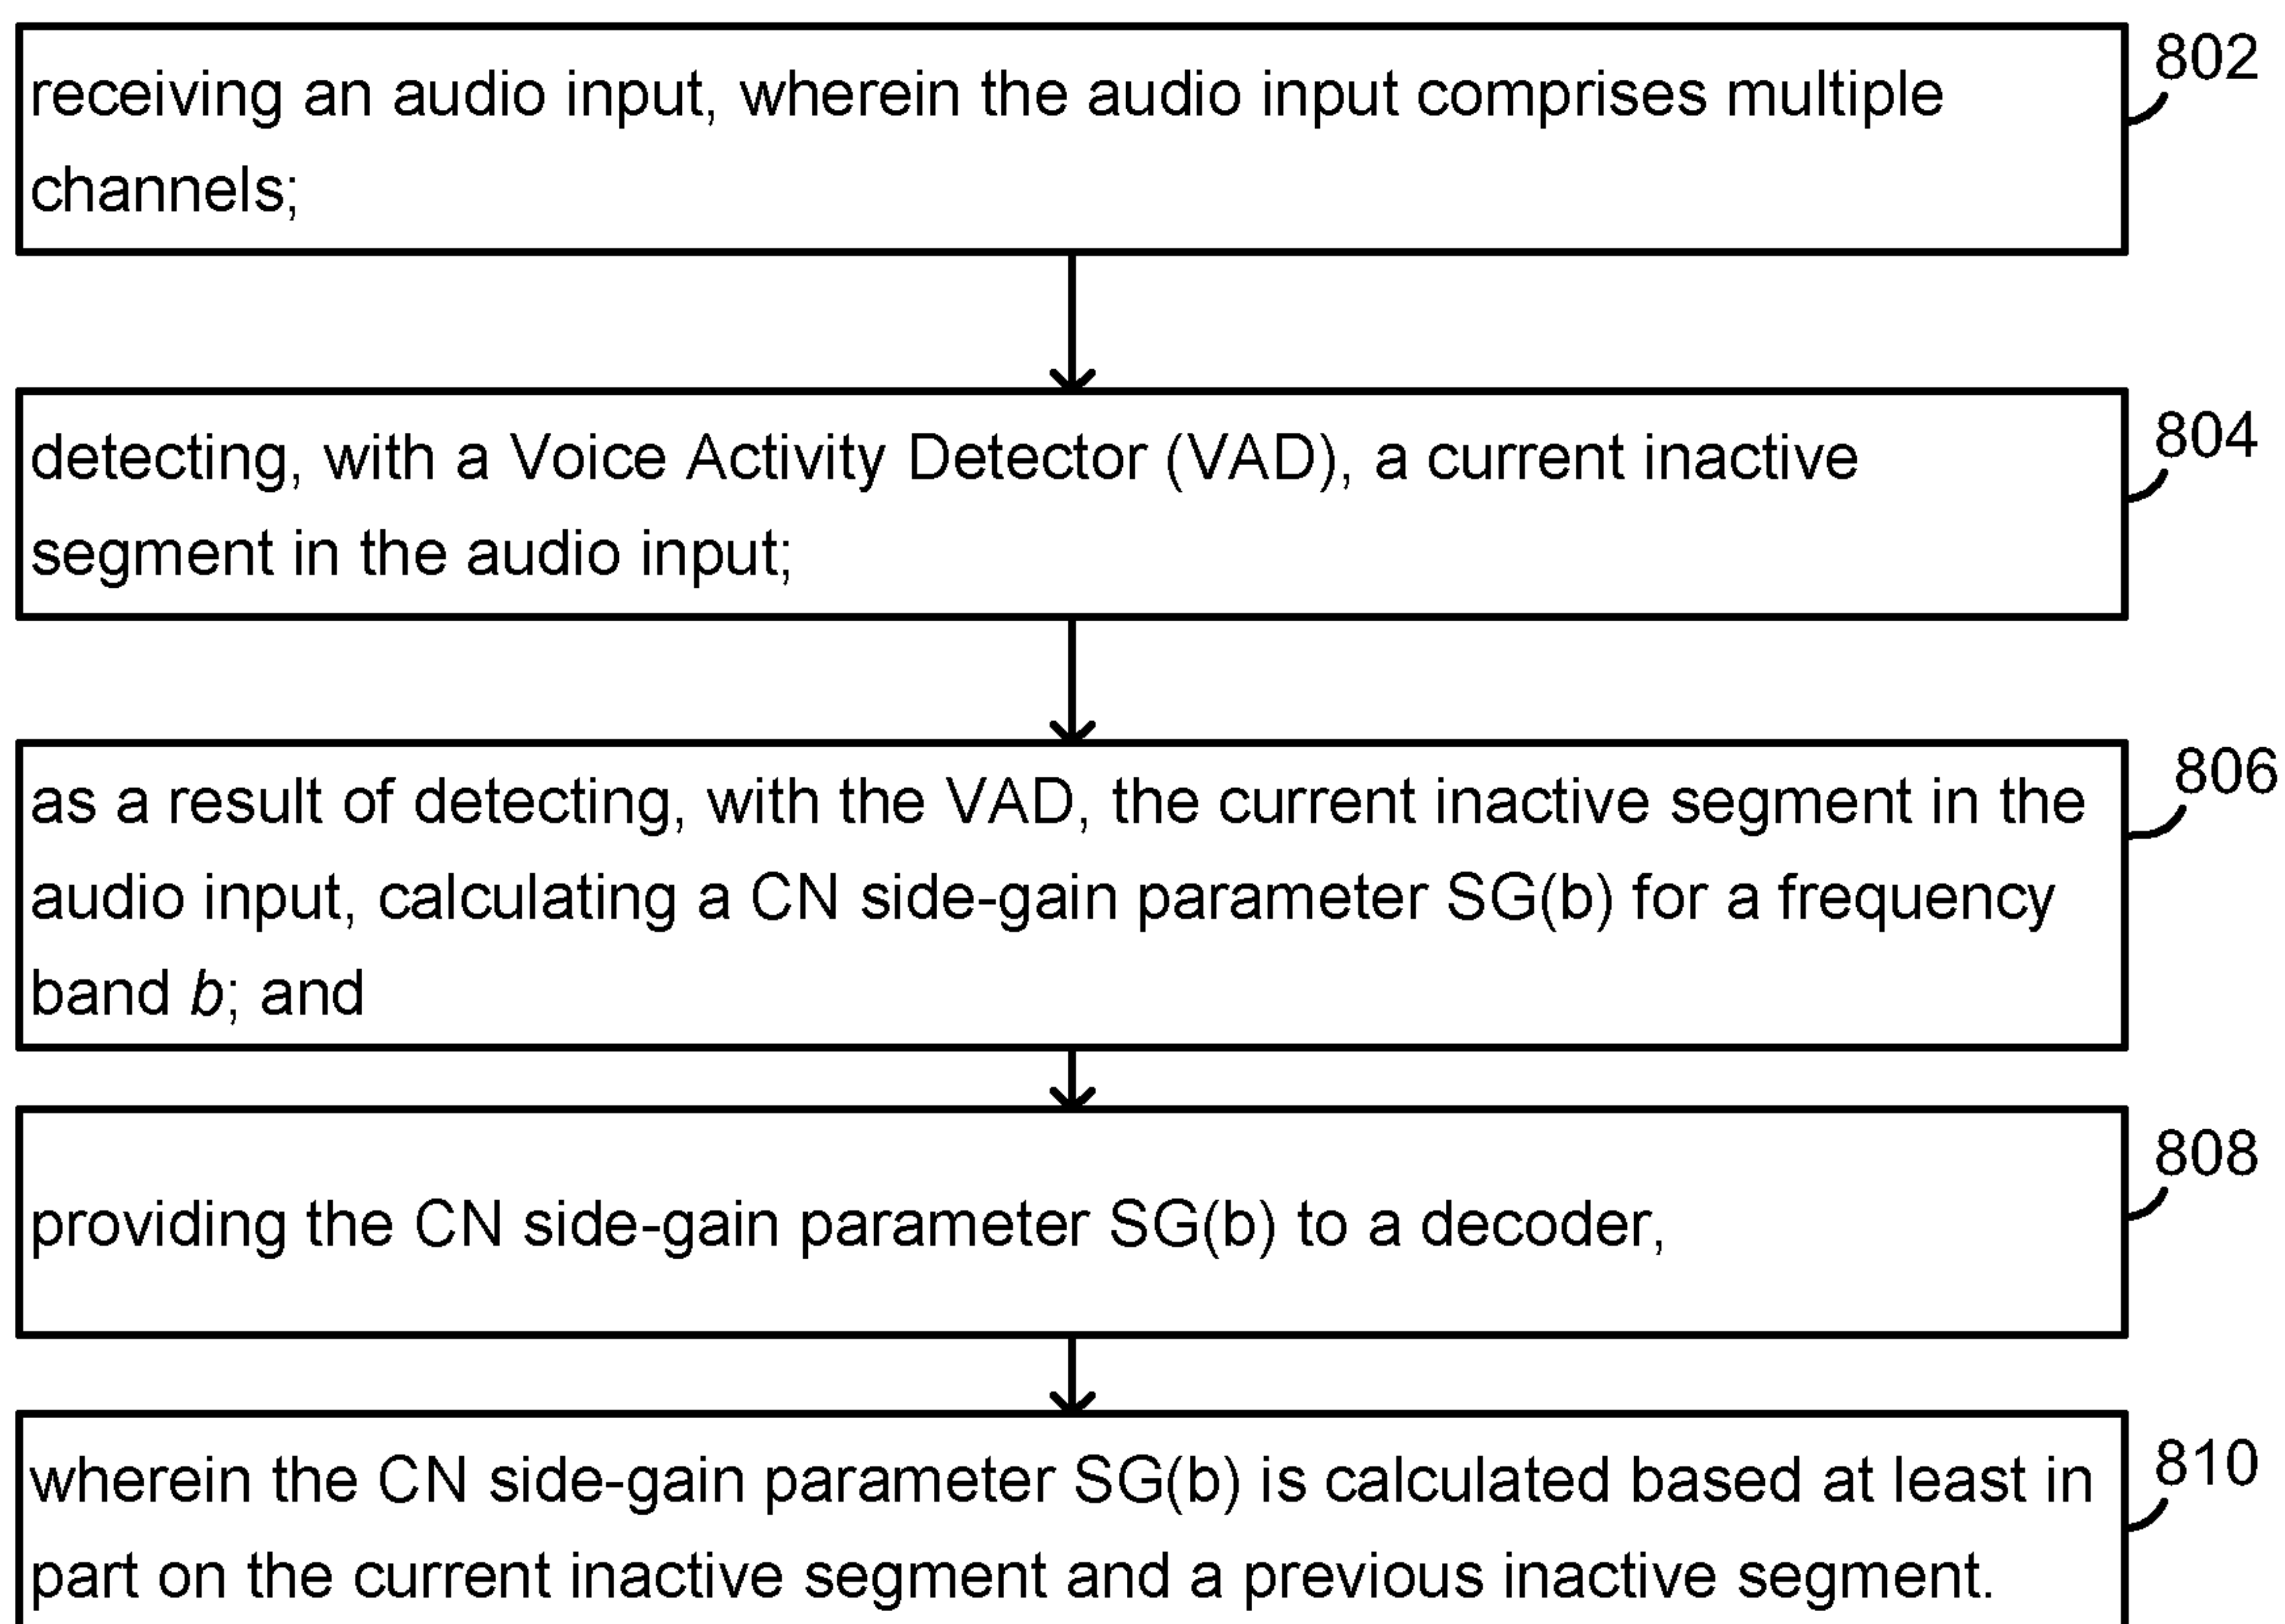 receiving an audio input, wherein the audio input comprises multiple
channels;
802
detecting, with a Voice Activity Detector (VAD), a current inactive
segment in the audio input;
804
as a result of detecting, with the VAD, the current inactive segment in the
audio input, calculating a CN side-gain parameter SG(b) for a frequency
band b; and
806
providing the CN side-gain parameter SG(b) to a decoder,
808
wherein the CN side-gain parameter SG(b) is calculated based at least in
part on the current inactive segment and a previous inactive segment.
810